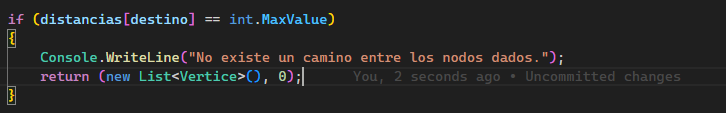 if (distancias[destino] == int.MaxValue)
{
    Console.WriteLine("No existe un camino entre los nodos dados.");
    return (new List<Vertice>(), 0);    You, 2 seconds ago • Uncommitted changes
}